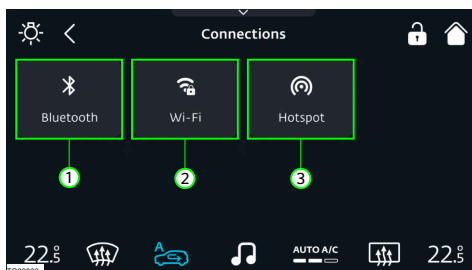 Connections
Bluetooth
Wi-Fi
Hotspot
1
2
3
A
22.5
AUTO A/C
22.5